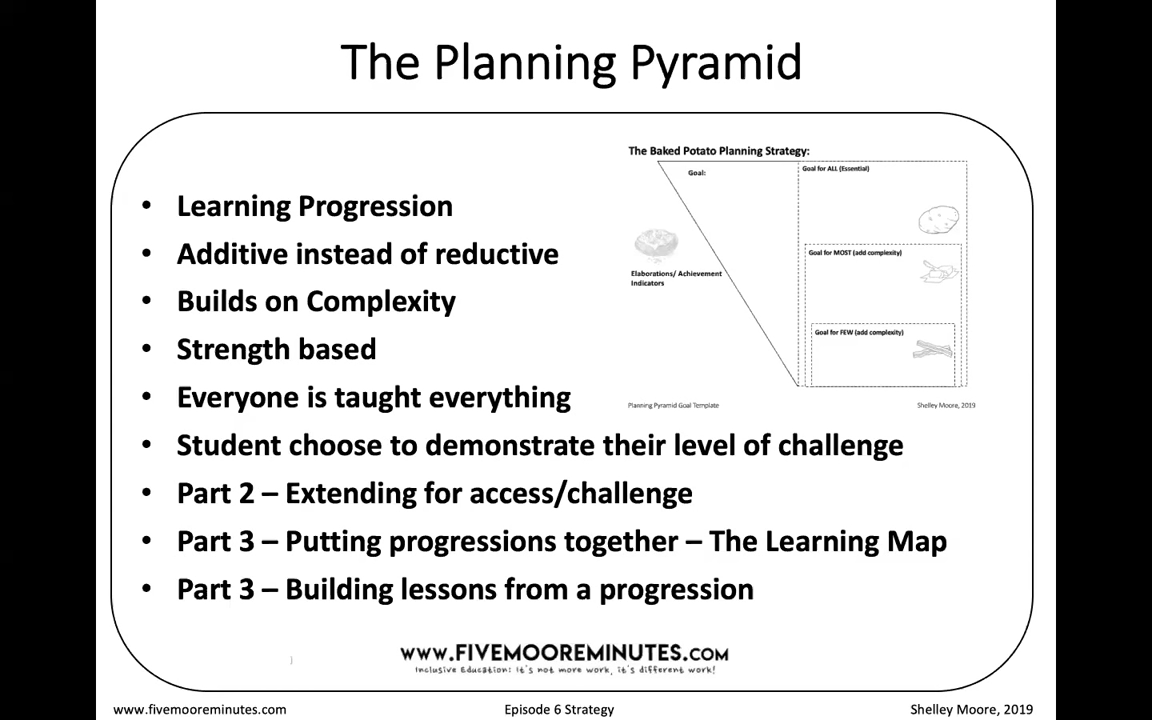 The Planning Pyramid
• Learning Progression
• Additive instead of reductive
• Builds on Complexity
• Strength based
• Everyone is taught everything
• Student choose to demonstrate their level of challenge
• Part 2 – Extending for access/challenge
• Part 3 – Putting progressions together – The Learning Map
• Part 3 – Building lessons from a progression
The Baked Potato Planning Strategy:
Goal:
Goal for ALL (Essential)
Elaborations/ Achievement
Indicators
Goal for MOST (add complexity)
Goal for FEW (add complexity)
Planning Pyramid Goal Template
Shelley Moore, 2019
WWW.FIVEMOOREMINUTES.COM
Inclusive Education: it's not more work, it's different work!
www.fivemooreminutes.com
Episode 6 Strategy
Shelley Moore, 2019